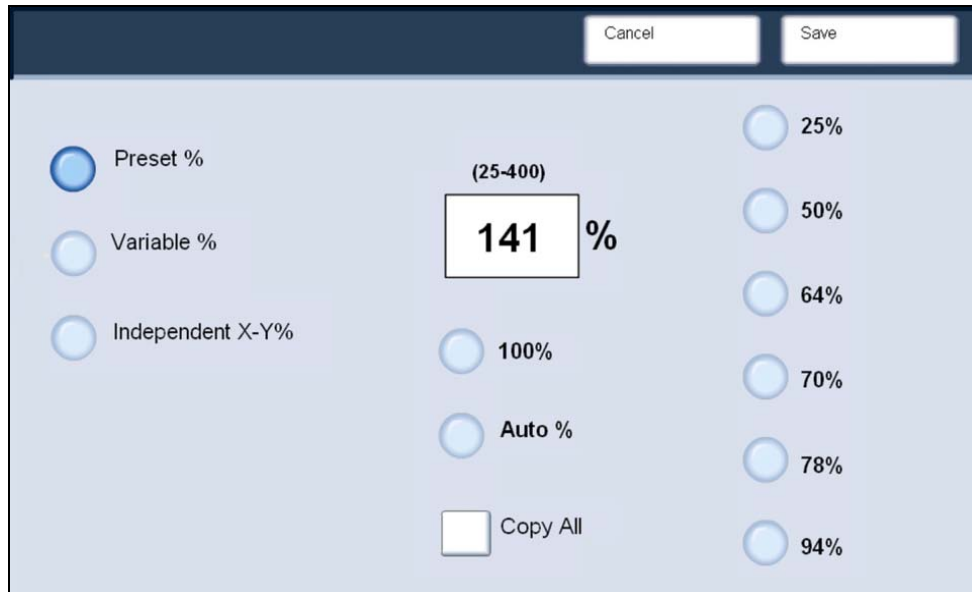 Cancel
Save
Preset %
Variable %
Independent X-Y%
(25-400)
141 %
100%
Auto %
Copy All
25%
50%
64%
70%
78%
94%